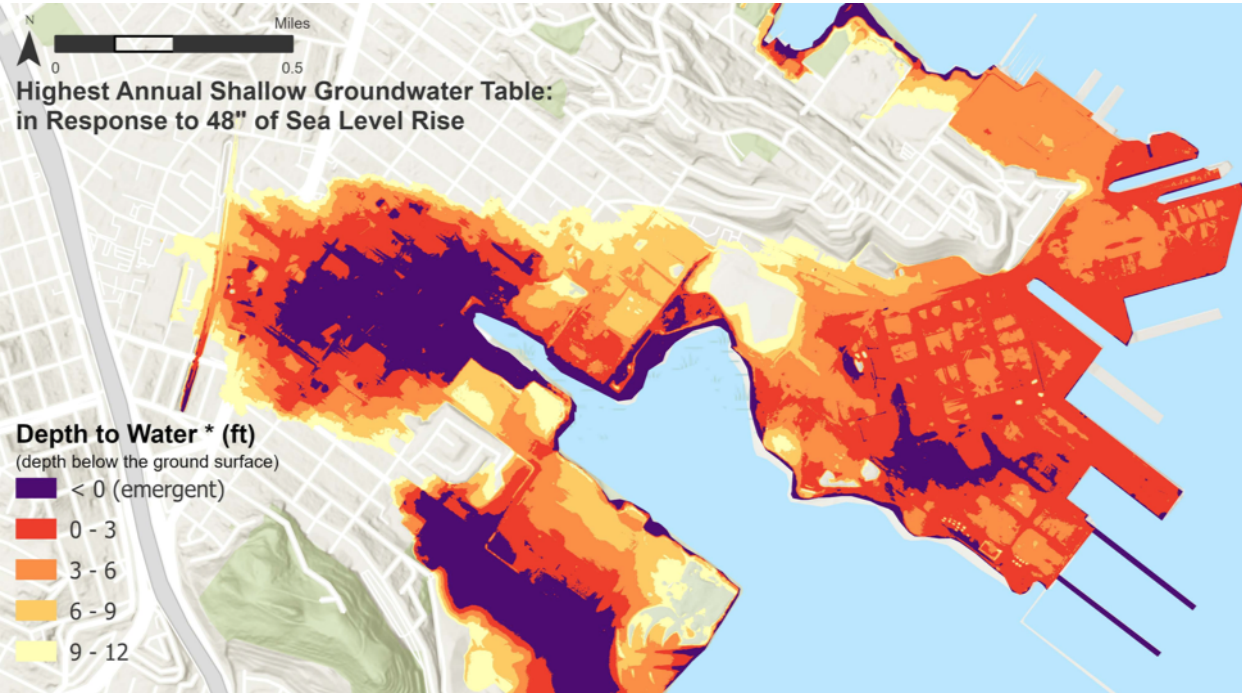 N
Miles
0 0.5
Highest Annual Shallow Groundwater Table:
in Response to 48" of Sea Level Rise
Depth to Water * (ft)
(depth below the ground surface)
< 0 (emergent)
0 - 3
3 - 6
6 - 9
9 - 12